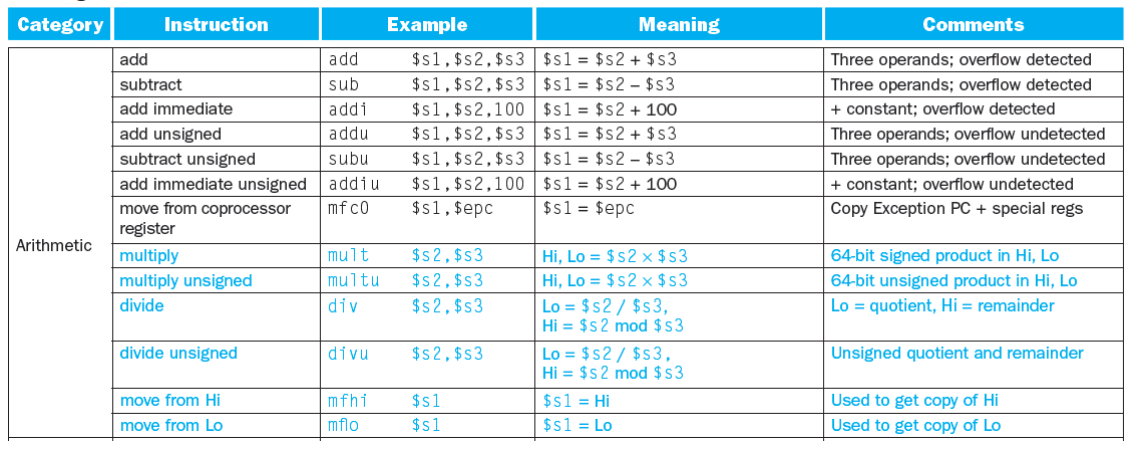 Category Instruction Example Meaning Comments
add add $s1,$s2,$s3 $s1 = $s2 + $s3 Three operands; overflow detected
subtract sub $s1,$s2,$s3 $s1 = $s2 – $s3 Three operands; overflow detected
add immediate addi $s1,$s2,100 $s1 = $s2 + 100 + constant; overflow detected
add unsigned addu $s1,$s2,$s3 $s1 = $s2 + $s3 Three operands; overflow undetected
subtract unsigned subu $s1,$s2,$s3 $s1 = $s2 – $s3 Three operands; overflow undetected
add immediate unsigned addiu $s1,$s2,100 $s1 = $s2 + 100 + constant; overflow undetected
move from coprocessor mfc0 $s1,$epc $s1 = $epc Copy Exception PC + special regs
register
Arithmetic
multiply mult $s2,$s3 Hi, Lo = $s2 × $s3 64-bit signed product in Hi, Lo
multiply unsigned multu $s2,$s3 Hi, Lo = $s2 × $s3 64-bit unsigned product in Hi, Lo
divide div $s2,$s3 Lo = $s2 / $s3, Lo = quotient, Hi = remainder
Hi = $s2 mod $s3
divide unsigned divu $s2,$s3 Lo = $s2 / $s3, Unsigned quotient and remainder
Hi = $s2 mod $s3
move from Hi mfhi $s1 $s1 = Hi Used to get copy of Hi
move from Lo mflo $s1 $s1 = Lo Used to get copy of Lo